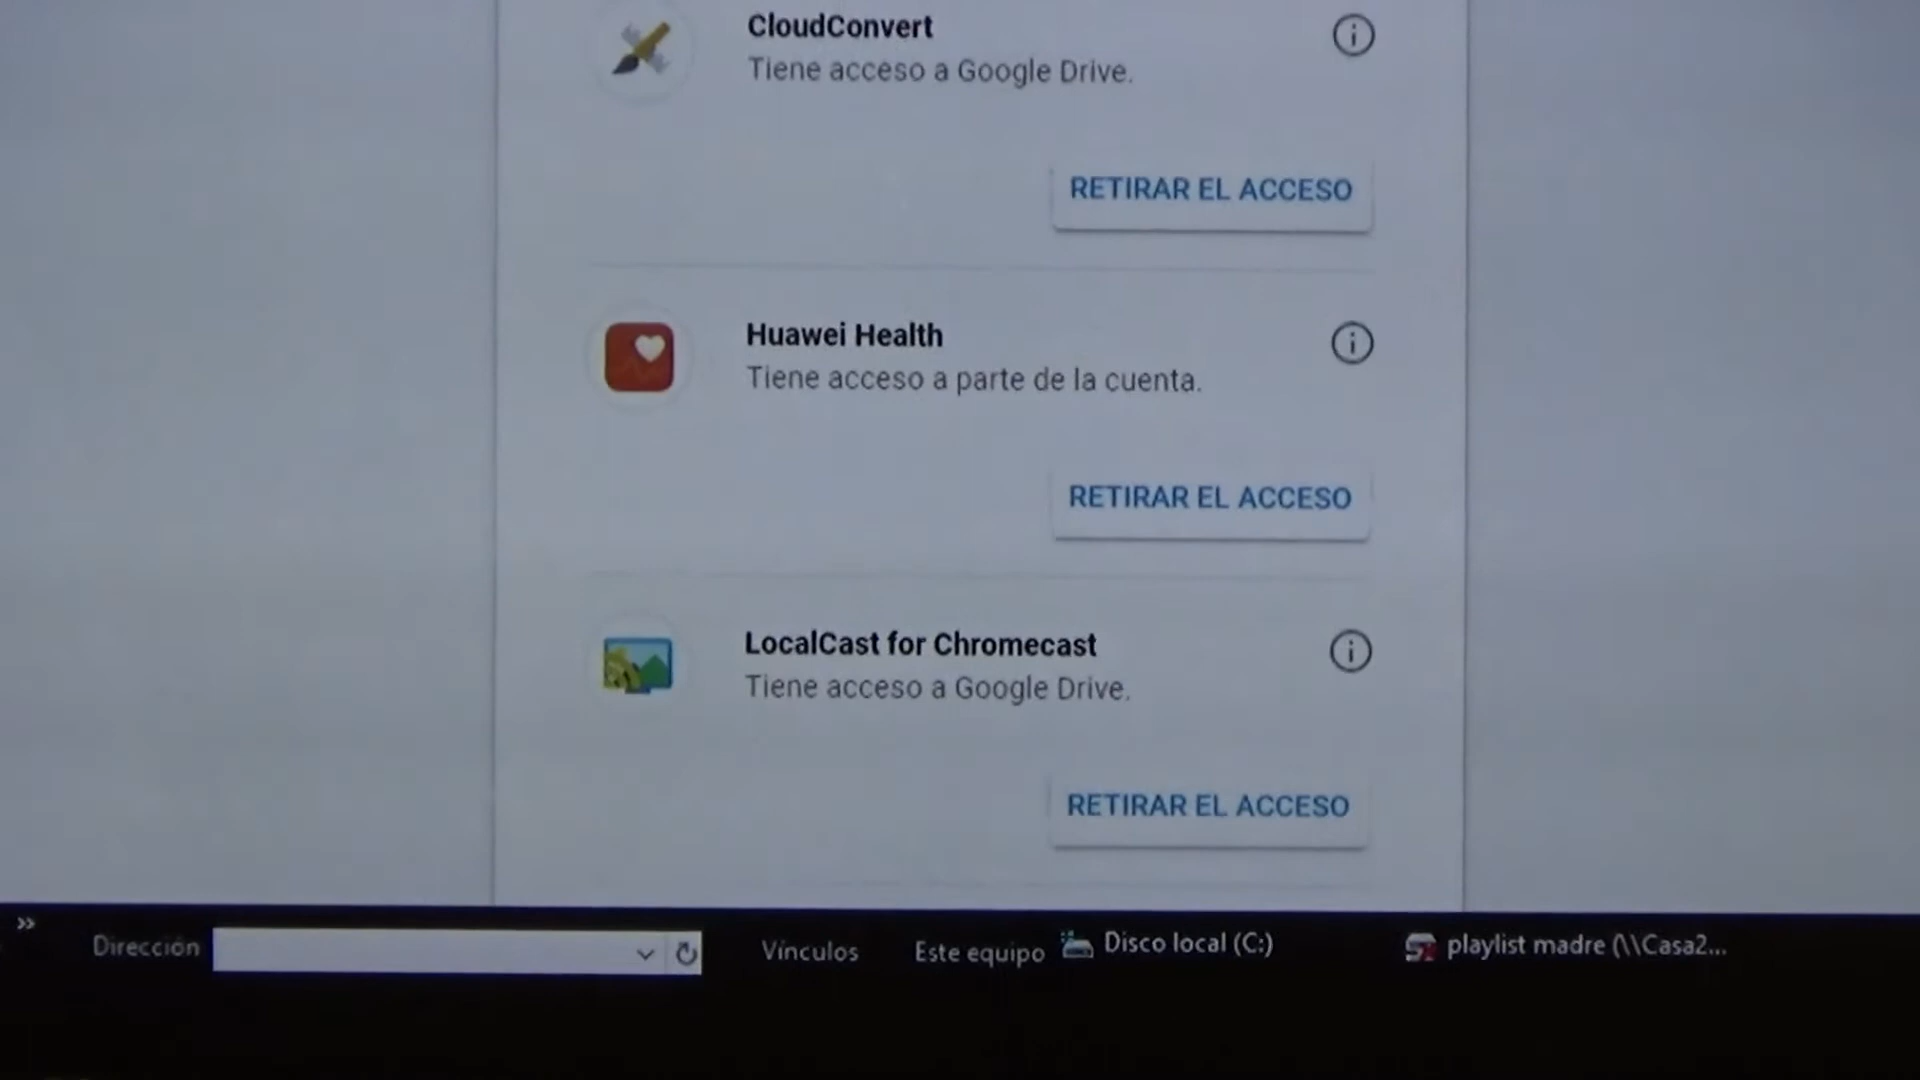 CloudConvert
Tiene acceso a Google Drive.
RETIRAR EL ACCESO
Huawei Health
Tiene acceso a parte de la cuenta.
RETIRAR EL ACCESO
LocalCast for Chromecast
Tiene acceso a Google Drive.
RETIRAR EL ACCESO
» Dirección Vínculos Este equipo Disco local (C:) playlist madre (\\Casa2...